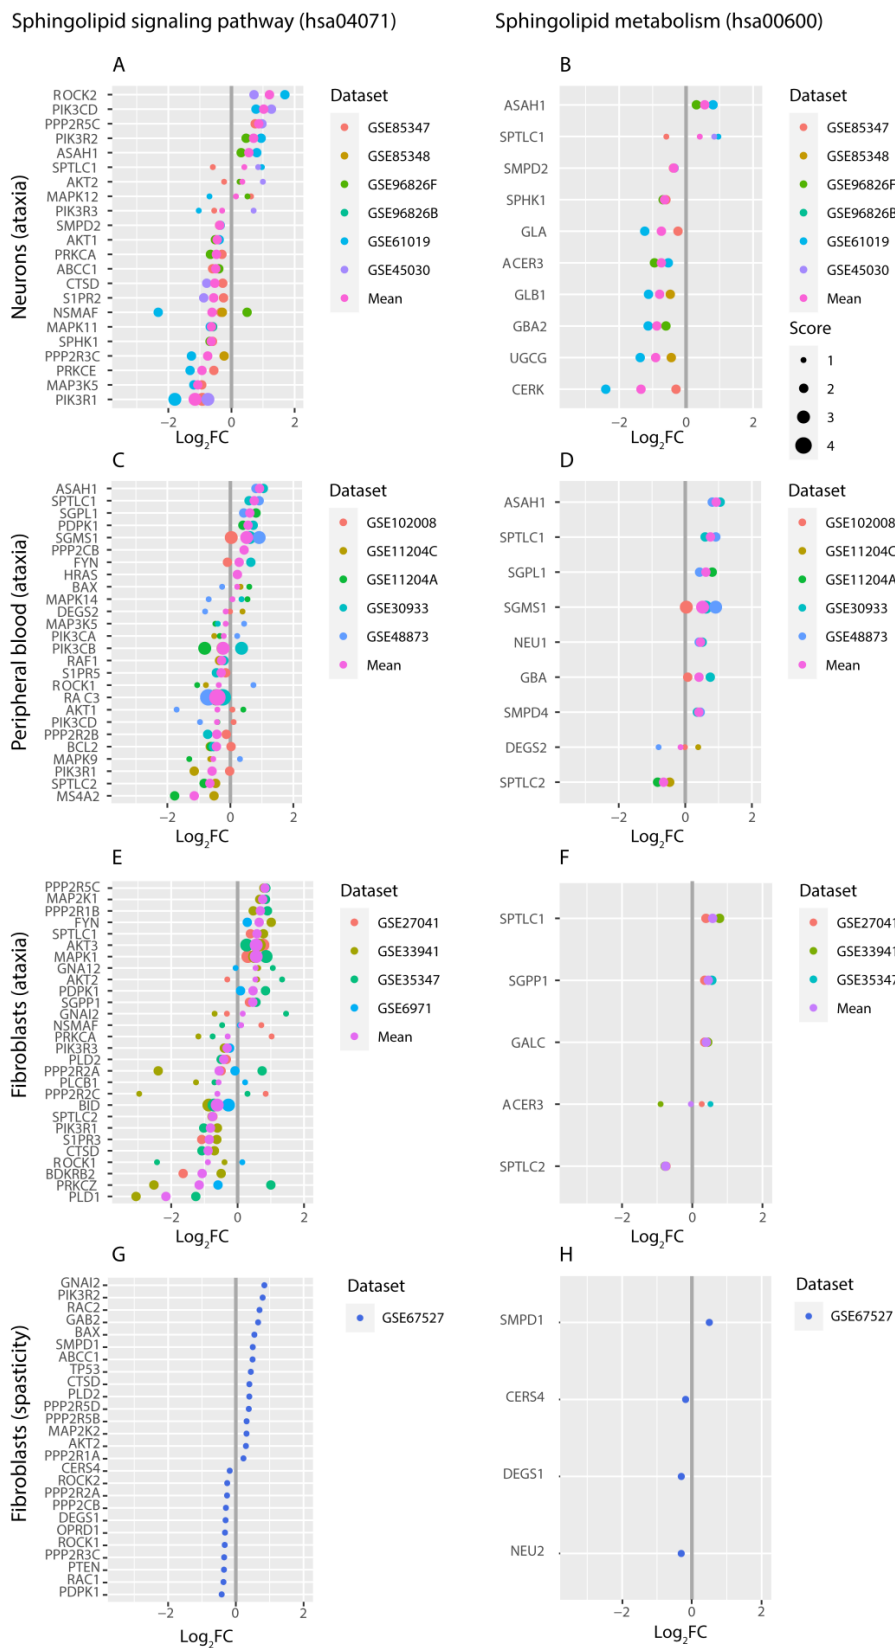 Sphingolipid signaling pathway (hsa04071)
Sphingolipid metabolism (hsa00600)
A
Neurons (ataxia)
ROCK2
PIK3CD
PPP2R5C
PIK3R2
ASAH1
SPTLC1
AKT2
MAPK12
PIK3R3
SMPD2
AKT1
PRKCA
ABCC1
CTSD
S1PR2
NSMAF
MAPK11
SPHK1
PPP2R3C
PRKCE
MAP3K5
PIK3R1
−2 0 2
Log2FC
Dataset
GSE85347
GSE85348
GSE96826F
GSE96826B
GSE61019
GSE45030
Mean
B
ASAH1
SPTLC1
SMPD2
SPHK1
GLA
ACER3
GLB1
GBA2
UGCG
CERK
−2 0 2
Log2FC
Dataset
GSE85347
GSE85348
GSE96826F
GSE96826B
GSE61019
GSE45030
Mean
Score
1
2
3
4
C
Peripheral blood (ataxia)
ASAH1
SPTLC1
SGPL1
PDPK1
SGMS1
PPP2CB
FYN
HRAS
BAX
MAPK14
DEGS2
MAP3K5
PIK3CA
PIK3CB
RAF1
S1PR5
ROCK1
RA C3
AKT1
PIK3CD
PPP2R2B
BCL2
MAPK9
PIK3R1
SPTLC2
MS4A2
−2 0 2
Log2FC
Dataset
GSE102008
GSE11204C
GSE11204A
GSE30933
GSE48873
Mean
D
ASAH1
SPTLC1
SGPL1
SGMS1
NEU1
GBA
SMPD4
DEGS2
SPTLC2
−2 0 2
Log2FC
Dataset
GSE102008
GSE11204C
GSE11204A
GSE30933
GSE48873
Mean
E
Fibroblasts (ataxia)
PPP2R5C
MAP2K1
PPP2R1B
FYN
SPTLC1
AKT3
MAPK1
GNA12
AKT2
PDPK1
SGPP1
GNAI2
NSMAF
PRKCA
PIK3R3
PLD2
PPP2R2A
PLCB1
PPP2R2C
BID
SPTLC2
PIK3R1
S1PR3
CTSD
ROCK1
BDKRB2
PRKCZ
PLD1
−2 0 2
Log2FC
Dataset
GSE27041
GSE33941
GSE35347
GSE6971
Mean
F
SPTLC1
SGPP1
GALC
ACER3
SPTLC2
−2 0 2
Log2FC
Dataset
GSE27041
GSE33941
GSE35347
Mean
G
Fibroblasts (spasticity)
GNAI2
PIK3R2
RAC2
GAB2
BAX
SMPD1
ABCC1
TP53
CTSD
PLD2
PPP2R5D
PPP2R5B
MAP2K2
AKT2
PPP2R1A
CERS4
ROCK2
PPP2R2A
PPP2CB
DEGS1
OPRD1
ROCK1
PPP2R3C
PTEN
RAC1
PDPK1
−2 0 2
Log2FC
Dataset
GSE67527
H
SMPD1
CERS4
DEGS1
NEU2
−2 0 2
Log2FC
Dataset
GSE67527